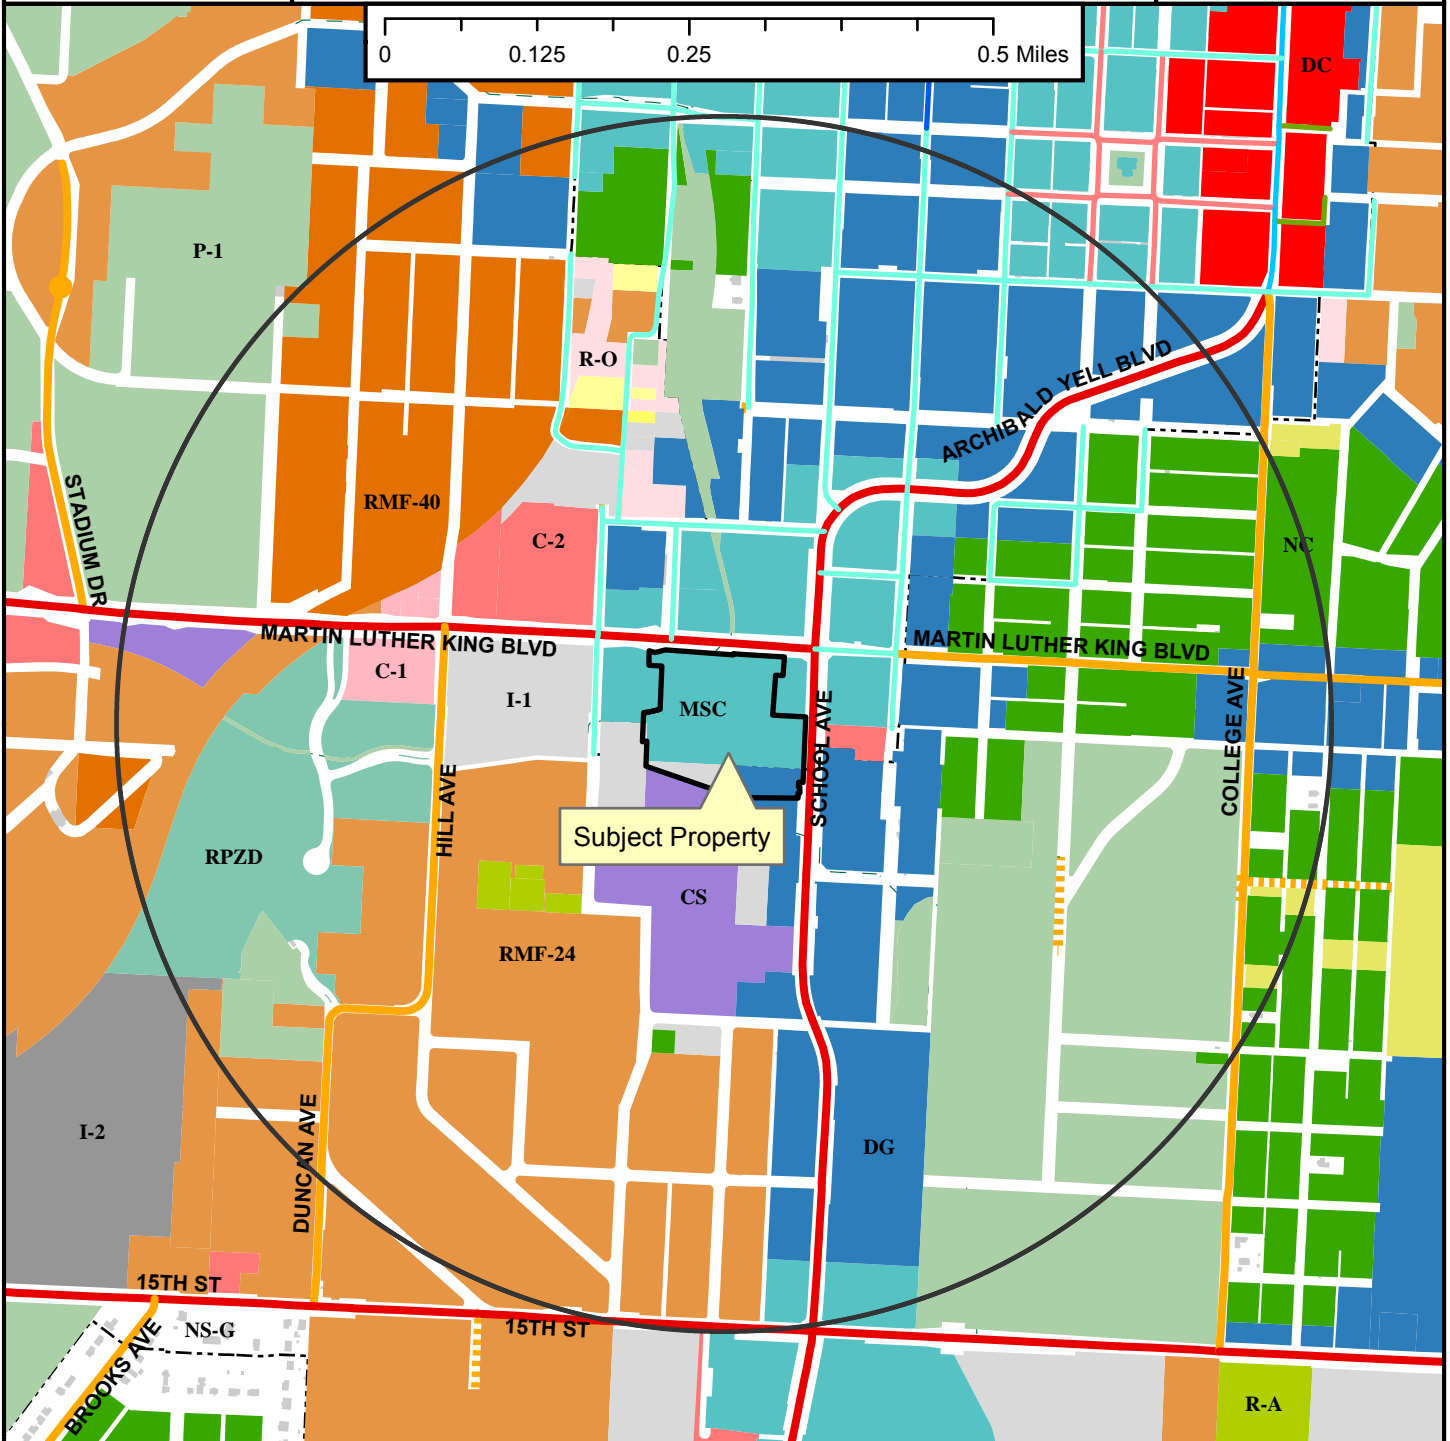 0 0.125 0.25 0.5 Miles
DC
P-1
R-O
ARCHIBALD YELL BLVD
STADIUM DR
RMF-40
C-2
NC
MARTIN LUTHER KING BLVD
MARTIN LUTHER KING BLVD
C-1
I-1
MSC
SCHOOL AVE
COLLEGE AVE
HILL AVE
Subject Property
RPZD
CS
RMF-24
I-2
DUNCAN AVE
DG
15TH ST
15TH ST
NS-G
BROOKS AVE
R-A